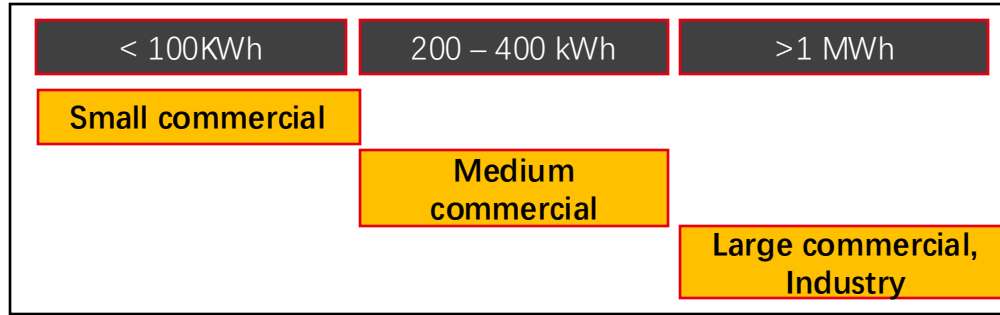 < 100KWh
200 – 400 kWh
>1 MWh
Small commercial
Medium
commercial
Large commercial,
Industry